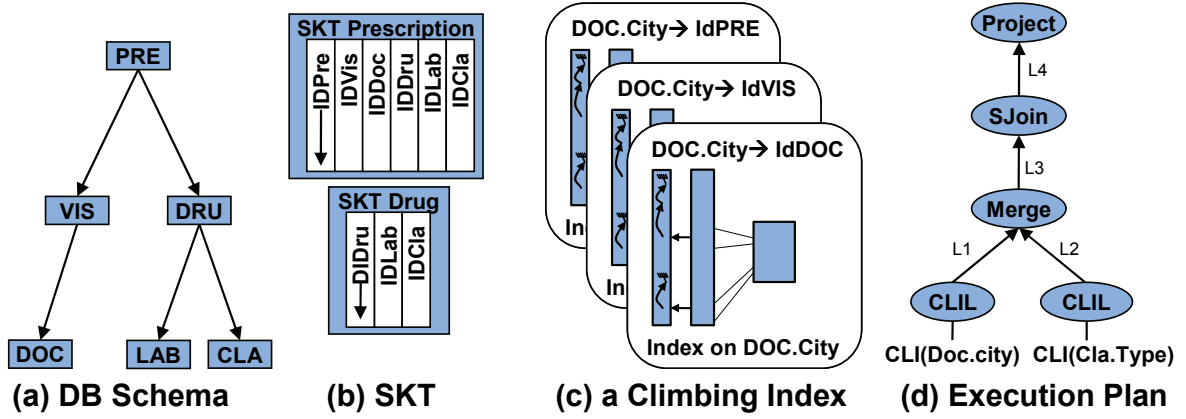 PRE
VIS
DRU
DOC
LAB
CLA
(a) DB Schema
SKT Prescription
IDPre
IDVis
IDDoc
IDDru
IDLab
IDCla
SKT Drug
DIDru
IDLab
IDCla
(b) SKT
DOC.City→ IdPRE
DOC.City→ IdVIS
DOC.City→ IdDOC
Ind
Ind
Index on DOC.City
(c) a Climbing Index
Project
L4
SJoin
L3
Merge
L1
L2
CLIL
CLIL
CLI(Doc.city)
CLI(Cla.Type)
(d) Execution Plan